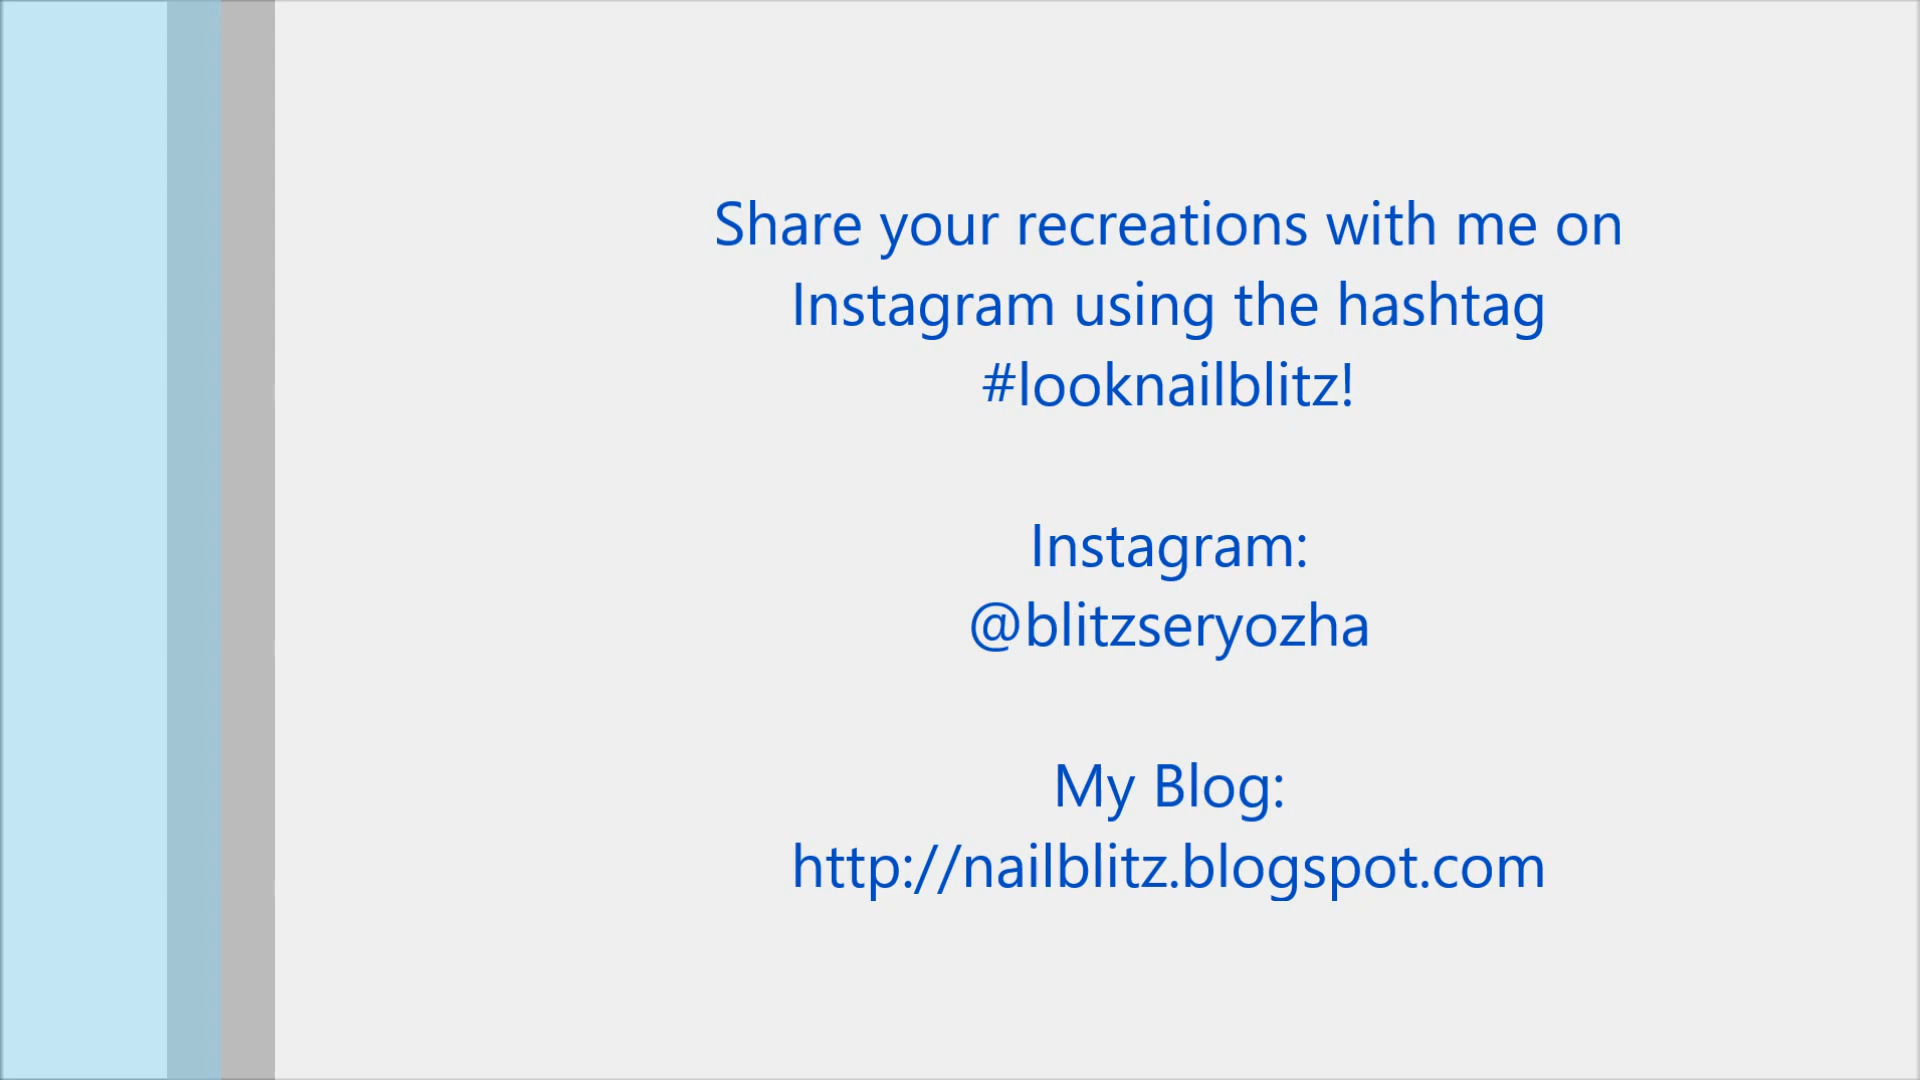 Share your recreations with me on
Instagram using the hashtag
#looknailblitz!
Instagram:
@blitzseryozha
My Blog:
http://nailblitz.blogspot.com